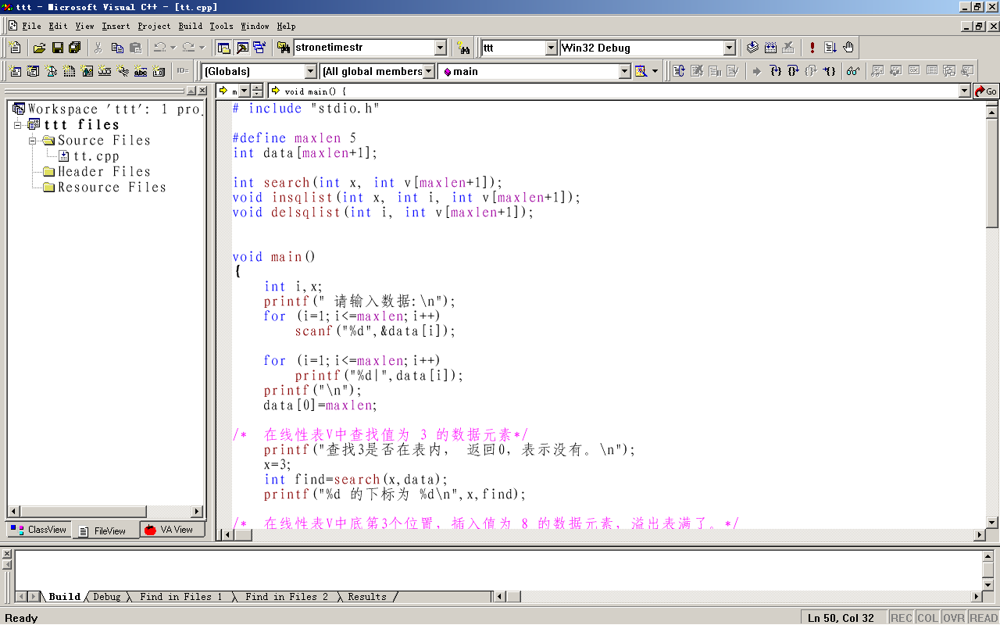 ttt - Microsoft Visual C++ - [tt.cpp]
File Edit View Insert Project Build Tools Window Help
stronetimestr ttt Win32 Debug
ID= (Globals) (All global members main
m void main() { Go
Workspace 'ttt': 1 proj
ttt files
Source Files
tt.cpp
Header Files
Resource Files
ClassView FileView VA View
# include "stdio.h"
#define maxlen 5
int data[maxlen+1];
int search(int x, int v[maxlen+1]);
void insqlist(int x, int i, int v[maxlen+1]);
void delsqlist(int i, int v[maxlen+1]);
void main()
{
int i,x;
printf(" 请输入数据:\n");
for (i=1;i<=maxlen;i++)
scanf("%d",&data[i]);
for (i=1;i<=maxlen;i++)
printf("%d|",data[i]);
printf("\n");
data[0]=maxlen;
/* 在线性表V中查找值为 3 的数据元素*/
printf("查找3是否在表内， 返回0，表示没有。\n");
x=3;
int find=search(x,data);
printf("%d 的下标为 %d\n",x,find);
/* 在线性表V中底第3个位置，插入值为 8 的数据元素，溢出表满了。*/
Build Debug Find in Files 1 Find in Files 2 Results
Ready Ln 50, Col 32 REC COL OVR READ